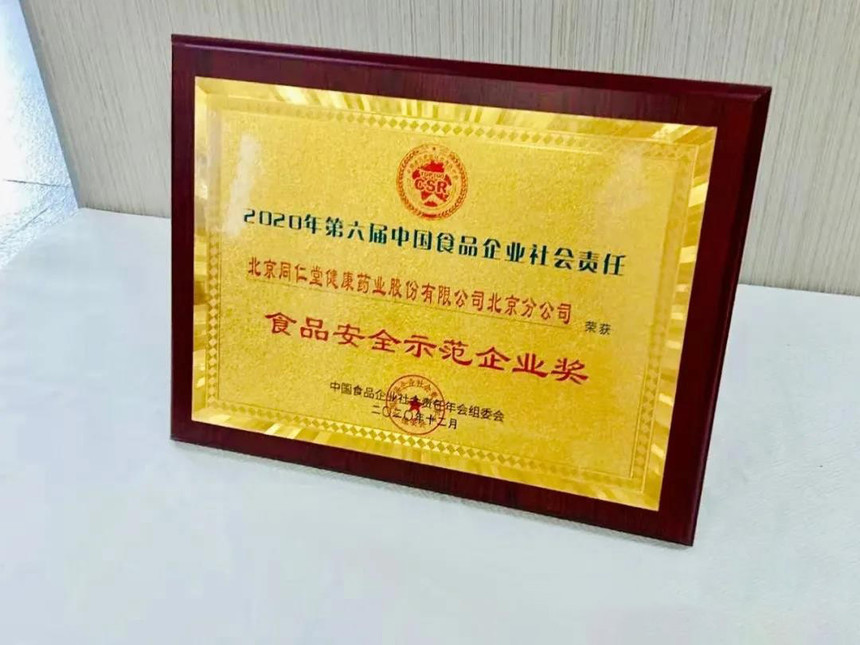 CSR
2020年第六届中国食品企业社会责任
北京同仁堂健康药业股份有限公司北京分公司 荣获
食品安全示范企业奖
中国食品企业社会责任年会组委会
二〇二〇年十二月